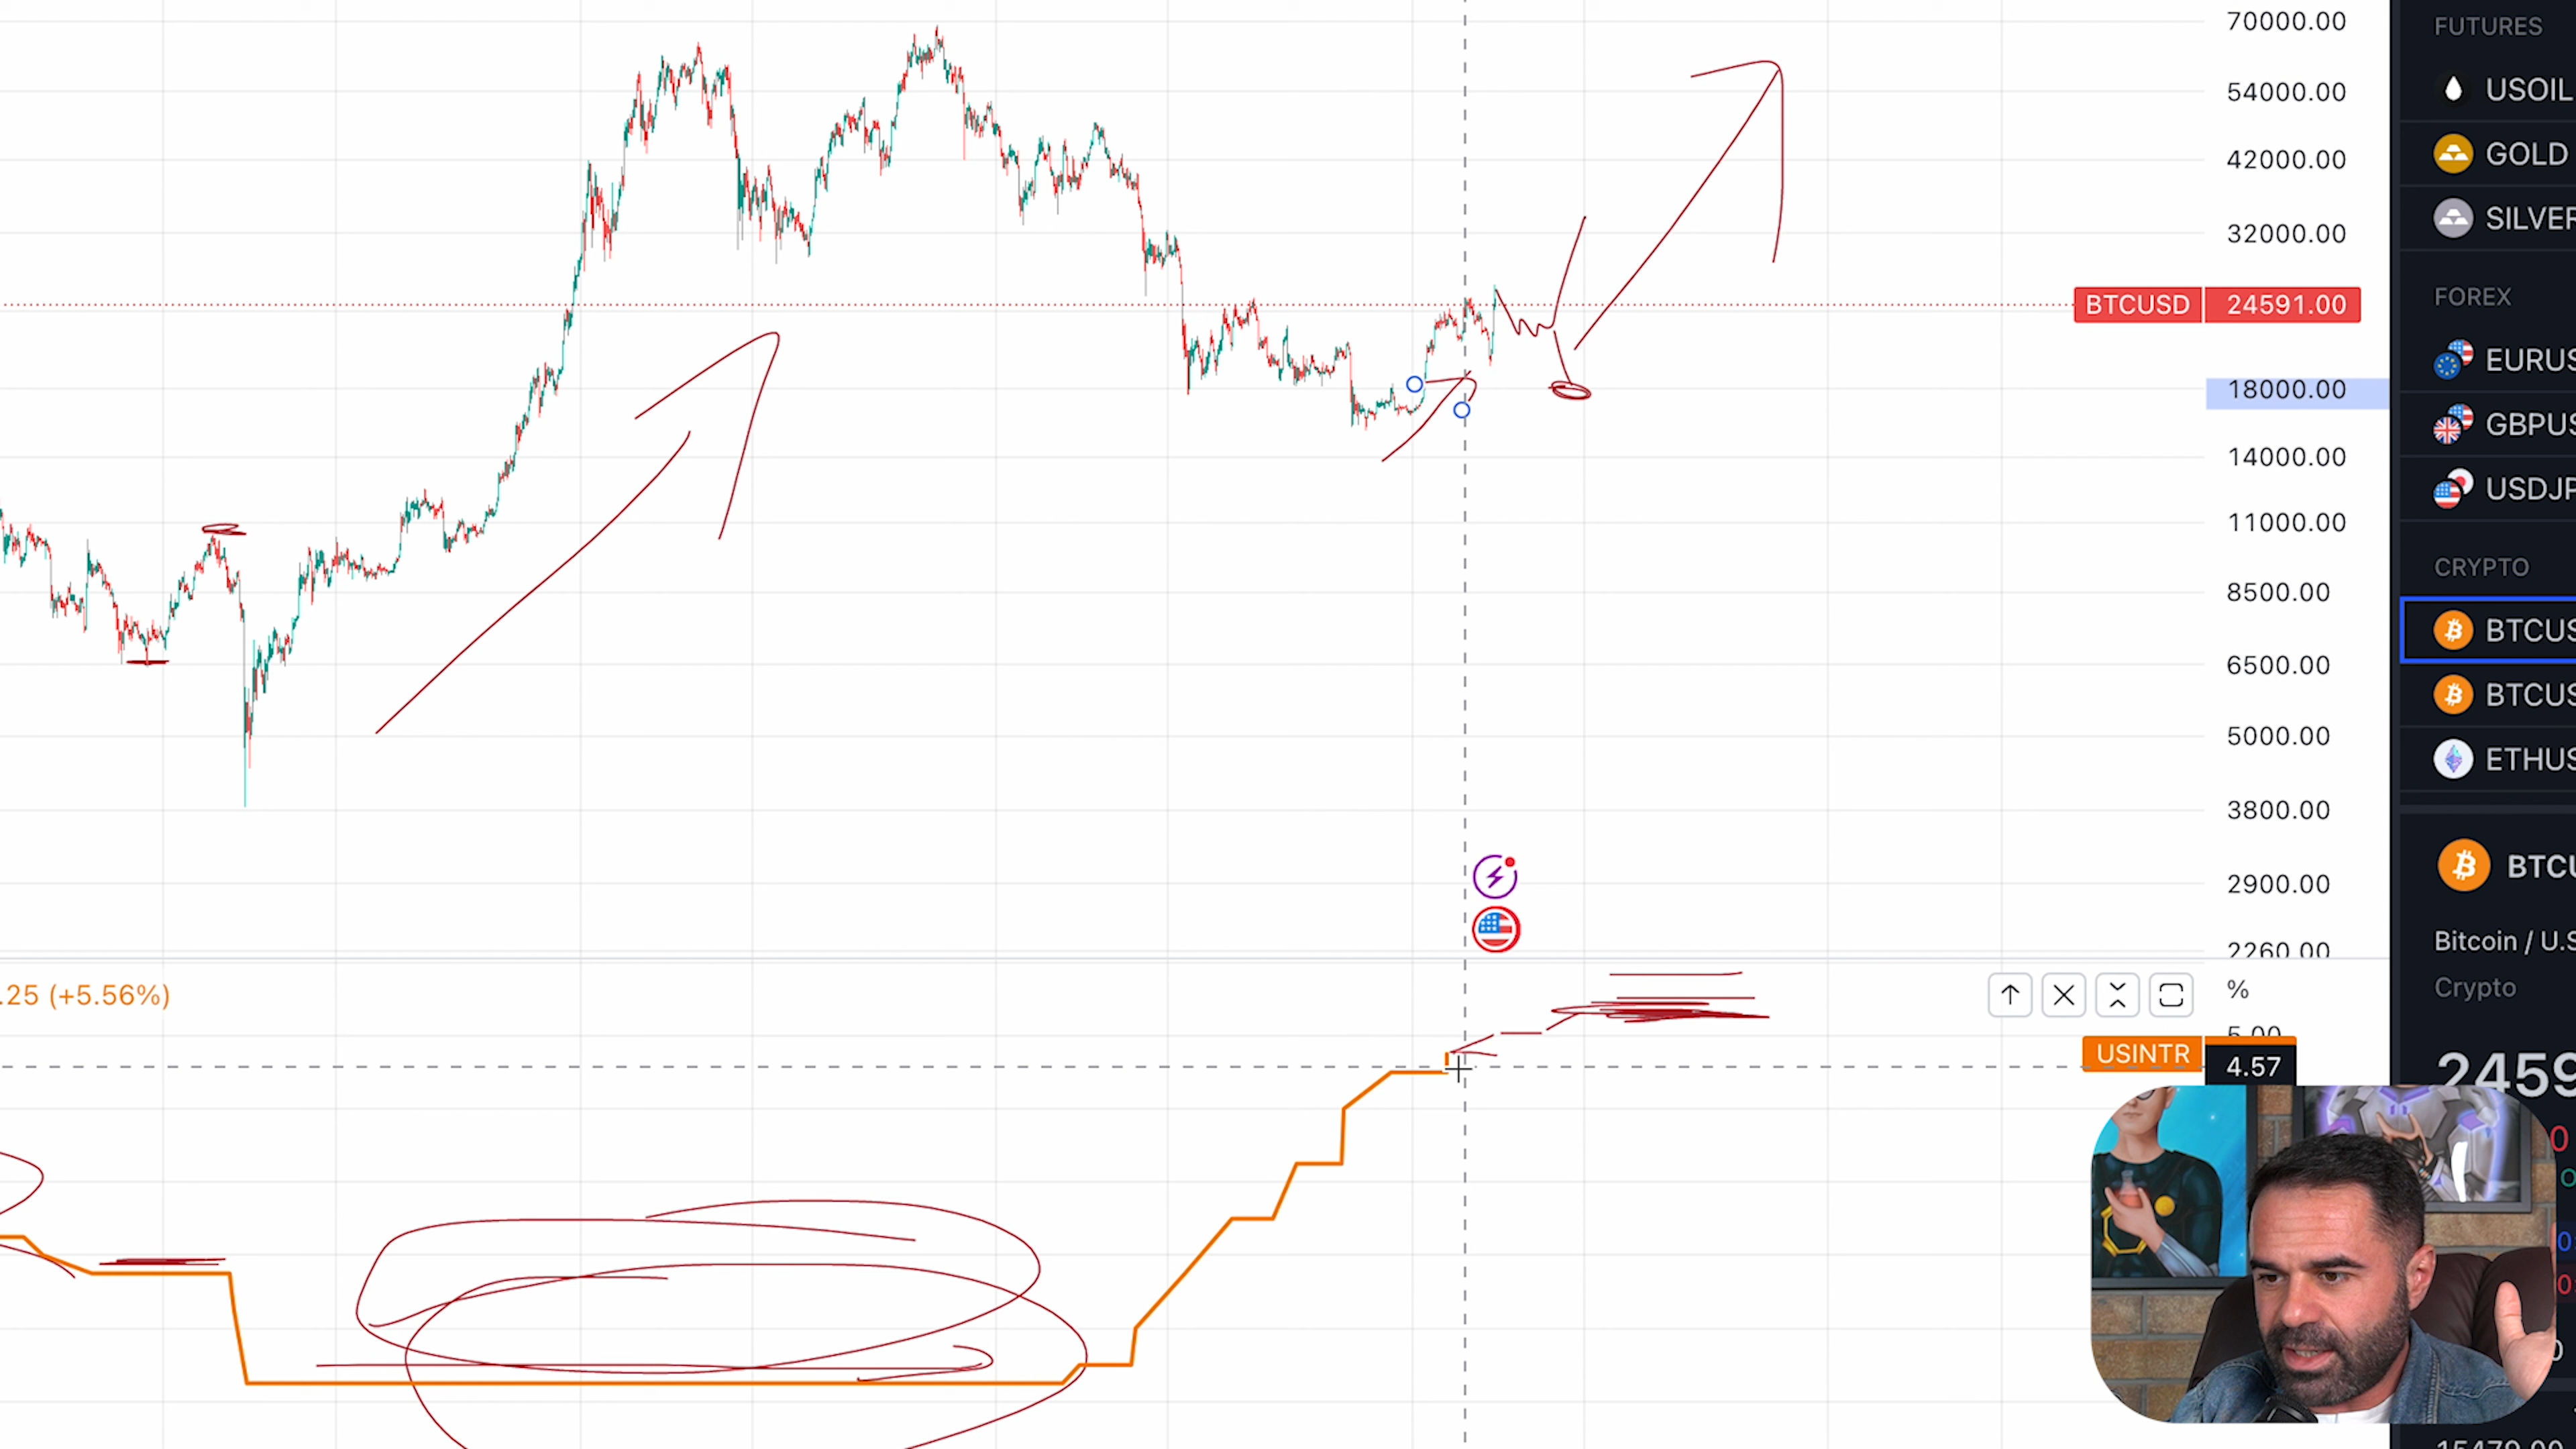 70000.00
54000.00
42000.00
32000.00
BTCUSD 24591.00
18000.00
14000.00
11000.00
8500.00
6500.00
5000.00
3800.00
2900.00
2260.00
FUTURES
USOIL
GOLD
SILVER
FOREX
EURUS
GBPUS
USDJP
CRYPTO
BTCUS
BTCUS
ETHUS
BTCU
Bitcoin / U.S
Crypto
2459
.25 (+5.56%)
%
5.00
USINTR
4.57